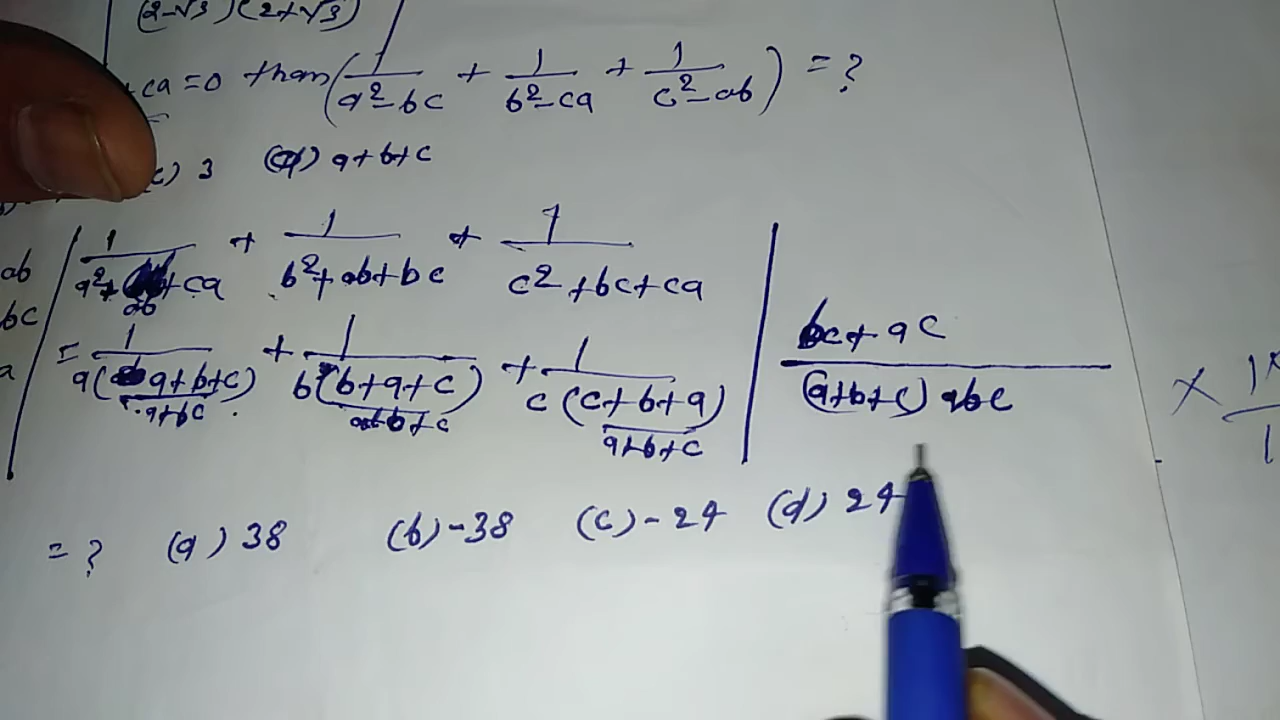 (2-√3)(2+√3)
+ ca=0 than (1/(a²-bc) + 1/(b²-ca) + 1/(c²-ab)) = ?
(c) 3 (d) a+b+c
ab | 1/(a²+ab+ca) + 1/(b²+ab+bc) + 1/(c²+bc+ca)
bc
a | = 1/(a(a+b+c)) + 1/(b(b+a+c)) + 1/(c(c+b+a)) | (bc+ac)/((a+b+c)abc)
a+b+c
= ? (a) 38 (b) -38 (c) -24 (d) 24